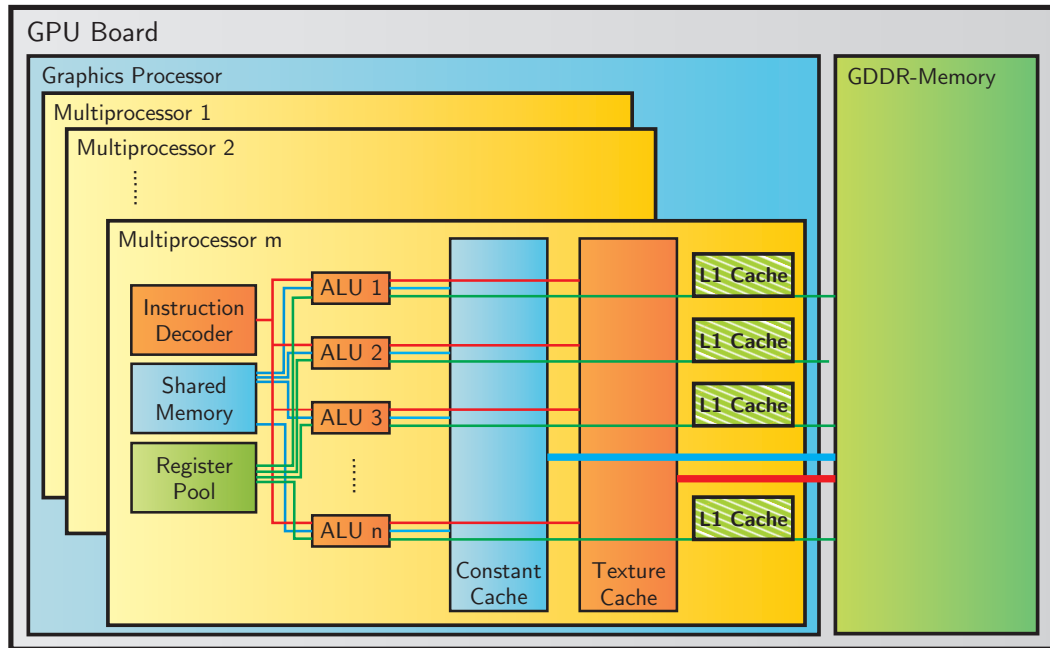 GPU Board
Graphics Processor
GDDR-Memory
Multiprocessor 1
Multiprocessor 2
......
Multiprocessor m
Instruction
Decoder
Shared
Memory
Register
Pool
ALU 1
ALU 2
ALU 3
......
ALU n
Constant
Cache
Texture
Cache
L1 Cache
L1 Cache
L1 Cache
L1 Cache